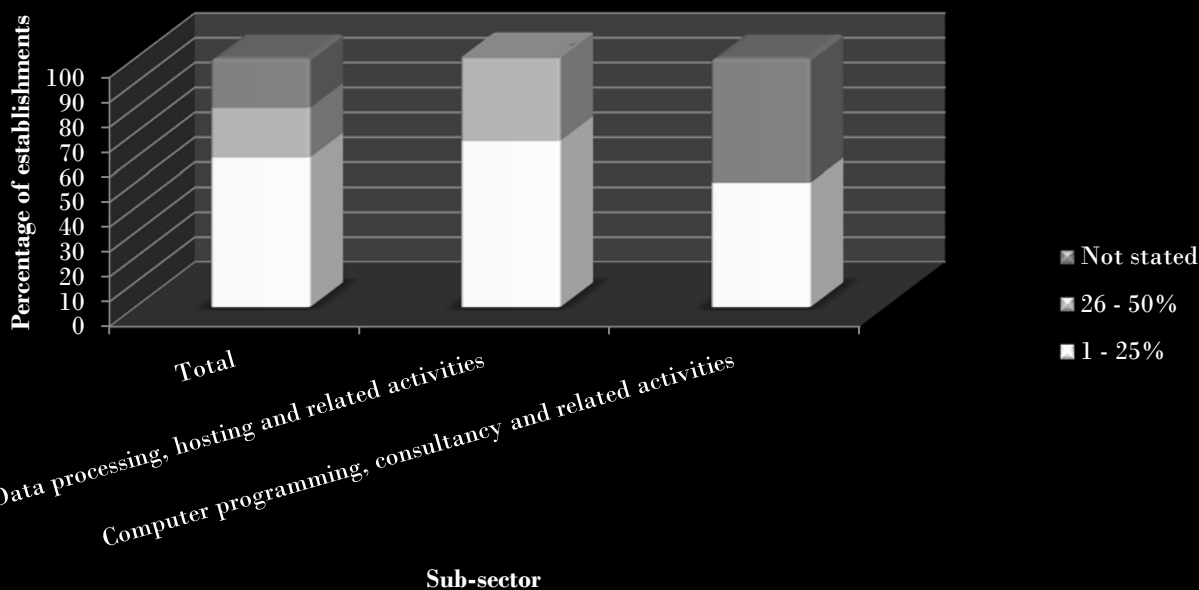 Percentage of establishments
100
90
80
70
60
50
40
30
20
10
0
Total
Data processing, hosting and related activities
Computer programming, consultancy and related activities
Sub-sector
Not stated
26 - 50%
1 - 25%